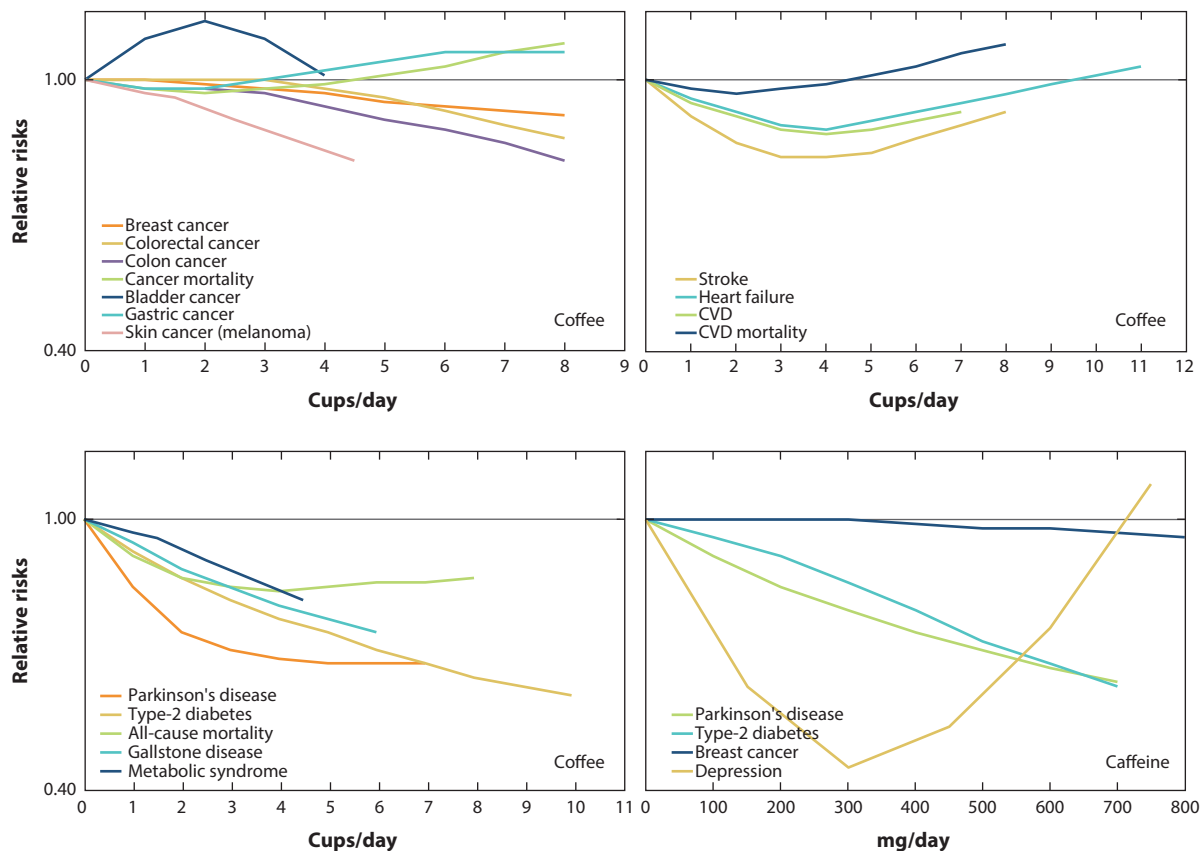 Relative risks
1.00
0.40
Breast cancer
Colorectal cancer
Colon cancer
Cancer mortality
Bladder cancer
Gastric cancer
Skin cancer (melanoma)
Coffee
0 1 2 3 4 5 6 7 8 9
Cups/day
Stroke
Heart failure
CVD
CVD mortality
Coffee
0 1 2 3 4 5 6 7 8 9 10 11 12
Cups/day
Relative risks
1.00
0.40
Parkinson's disease
Type-2 diabetes
All-cause mortality
Gallstone disease
Metabolic syndrome
Coffee
0 1 2 3 4 5 6 7 8 9 10 11
Cups/day
Parkinson's disease
Type-2 diabetes
Breast cancer
Depression
Caffeine
0 100 200 300 400 500 600 700 800
mg/day